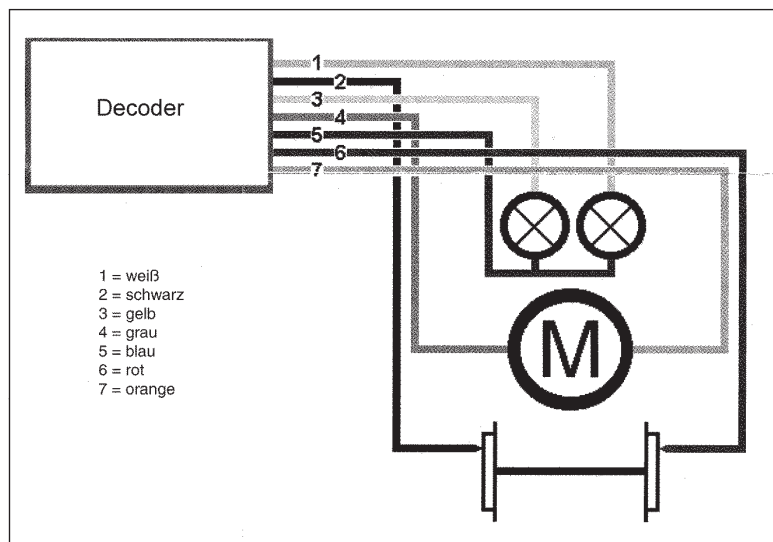 1
2
3
4
5
6
7
Decoder
1 = weiß
2 = schwarz
3 = gelb
4 = grau
5 = blau
6 = rot
7 = orange
M